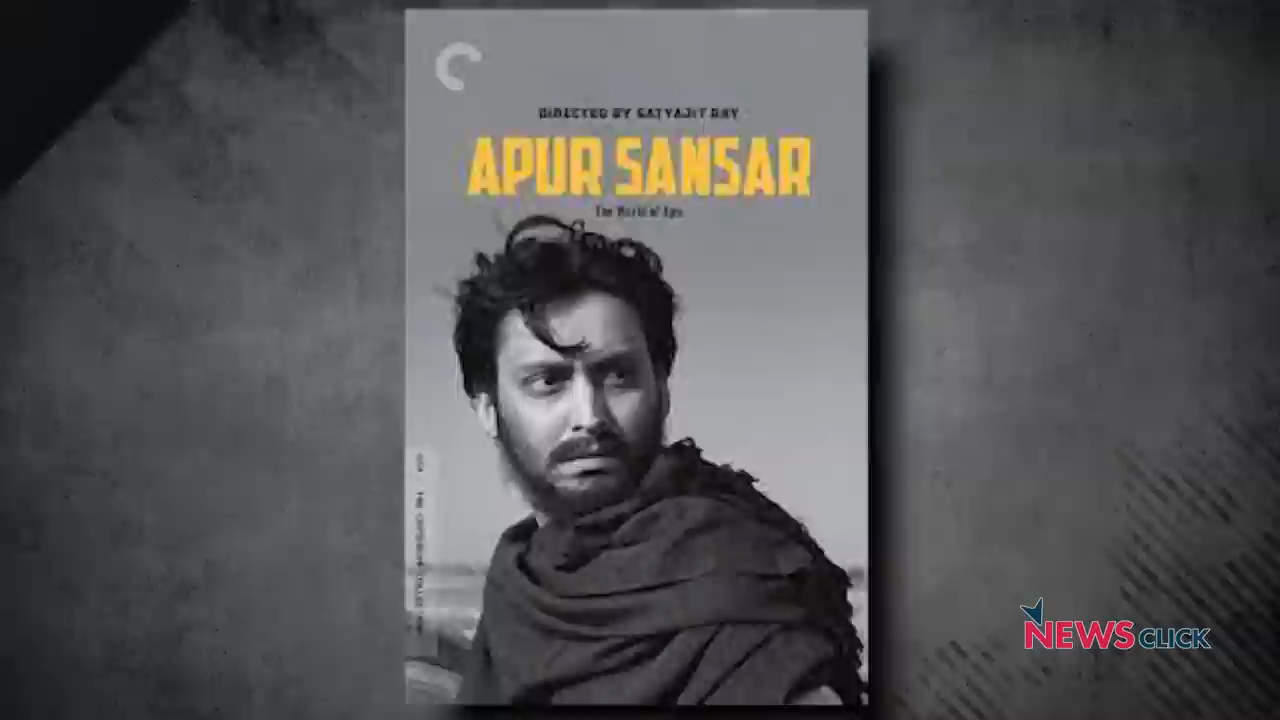 DIRECTED BY SATYAJIT RAY
APUR SANSAR
The World of Apu
NEWSCLICK